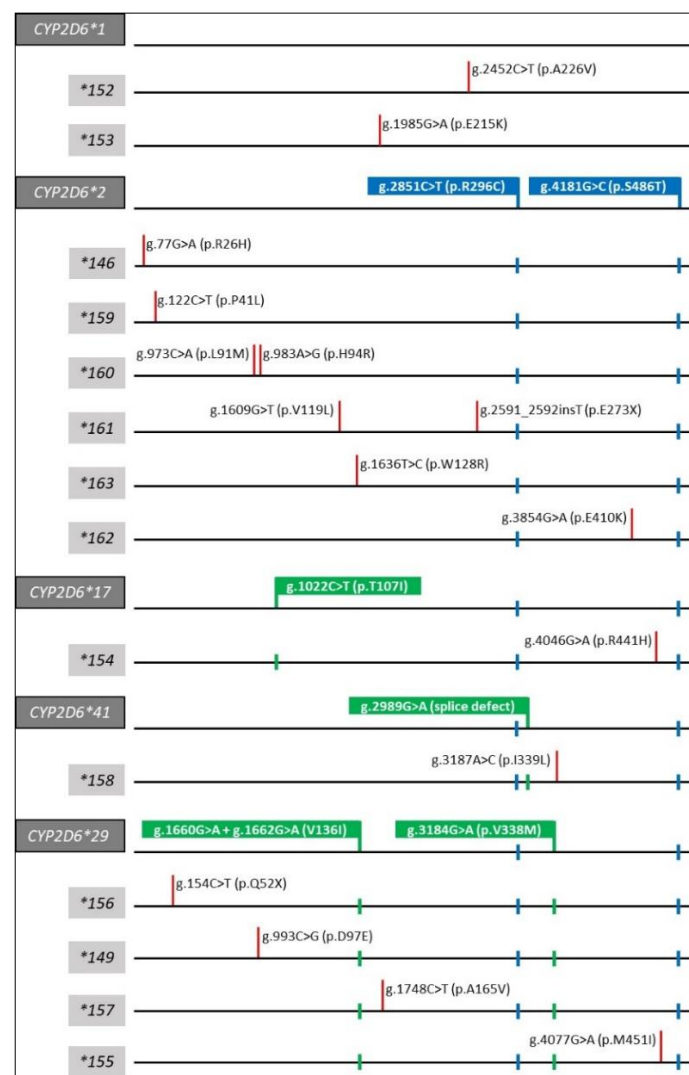 CYP2D6*1
g.2452C>T (p.A226V)
*152
g.1985G>A (p.E215K)
*153
CYP2D6*2
g.2851C>T (p.R296C) g.4181G>C (p.S486T)
g.77G>A (p.R26H)
*146
g.122C>T (p.P41L)
*159
g.973C>A (p.L91M) g.983A>G (p.H94R)
*160
g.1609G>T (p.V119L) g.2591_2592insT (p.E273X)
*161
g.1636T>C (p.W128R)
*163
g.3854G>A (p.E410K)
*162
CYP2D6*17
g.1022C>T (p.T107I)
g.4046G>A (p.R441H)
*154
CYP2D6*41
g.2989G>A (splice defect)
g.3187A>C (p.I339L)
*158
CYP2D6*29
g.1660G>A + g.1662G>A (V136I) g.3184G>A (p.V338M)
g.154C>T (p.Q52X)
*156
g.993C>G (p.D97E)
*149
g.1748C>T (p.A165V)
*157
g.4077G>A (p.M451I)
*155